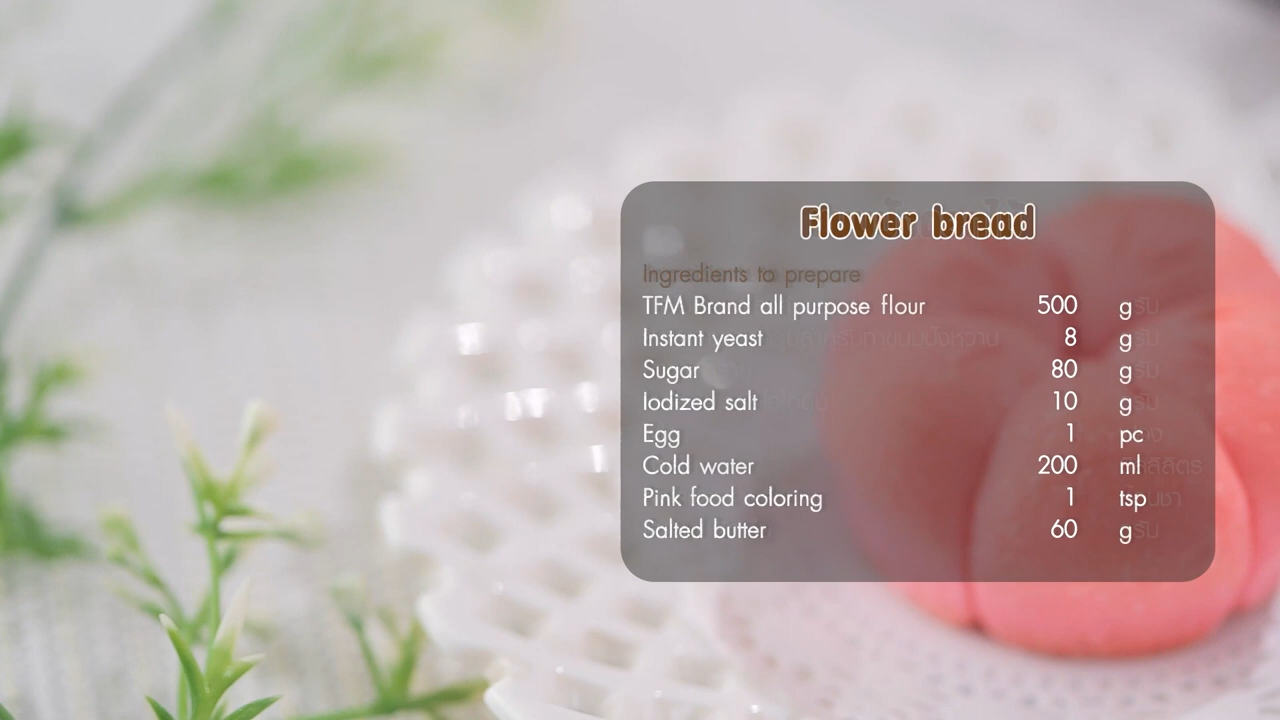 Flower bread
Ingredients to prepare
TFM Brand all purpose flour 500 g
Instant yeast 8 g
Sugar 80 g
Iodized salt 10 g
Egg 1 pc
Cold water 200 ml
Pink food coloring 1 tsp
Salted butter 60 g